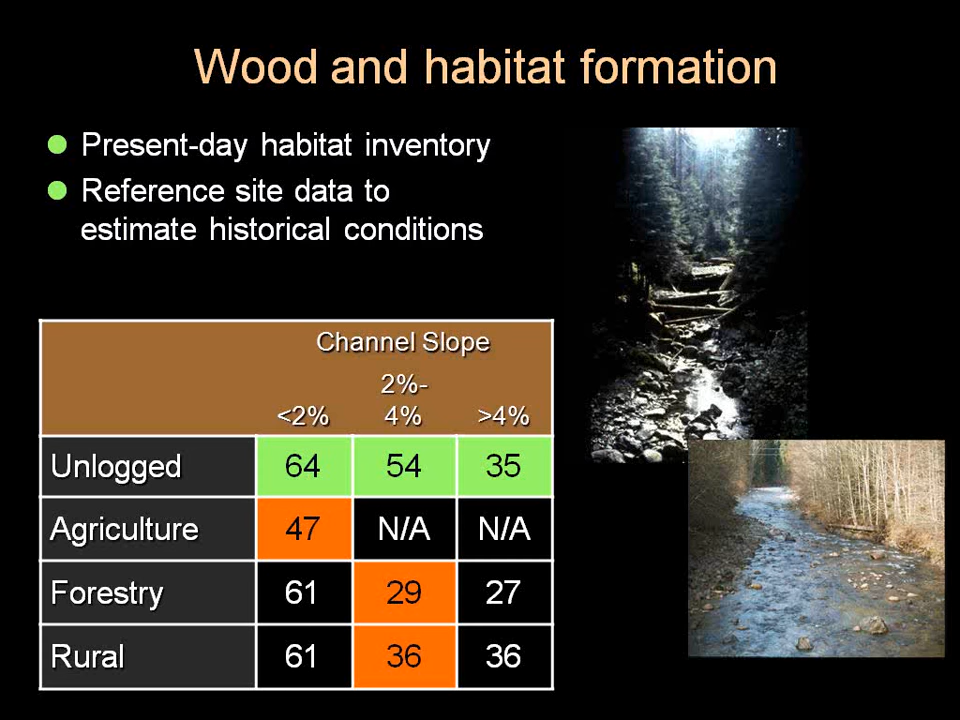 Wood and habitat formation
Present-day habitat inventory
Reference site data to
estimate historical conditions
Channel Slope
<2% 2%-4% >4%
Unlogged 64 54 35
Agriculture 47 N/A N/A
Forestry 61 29 27
Rural 61 36 36